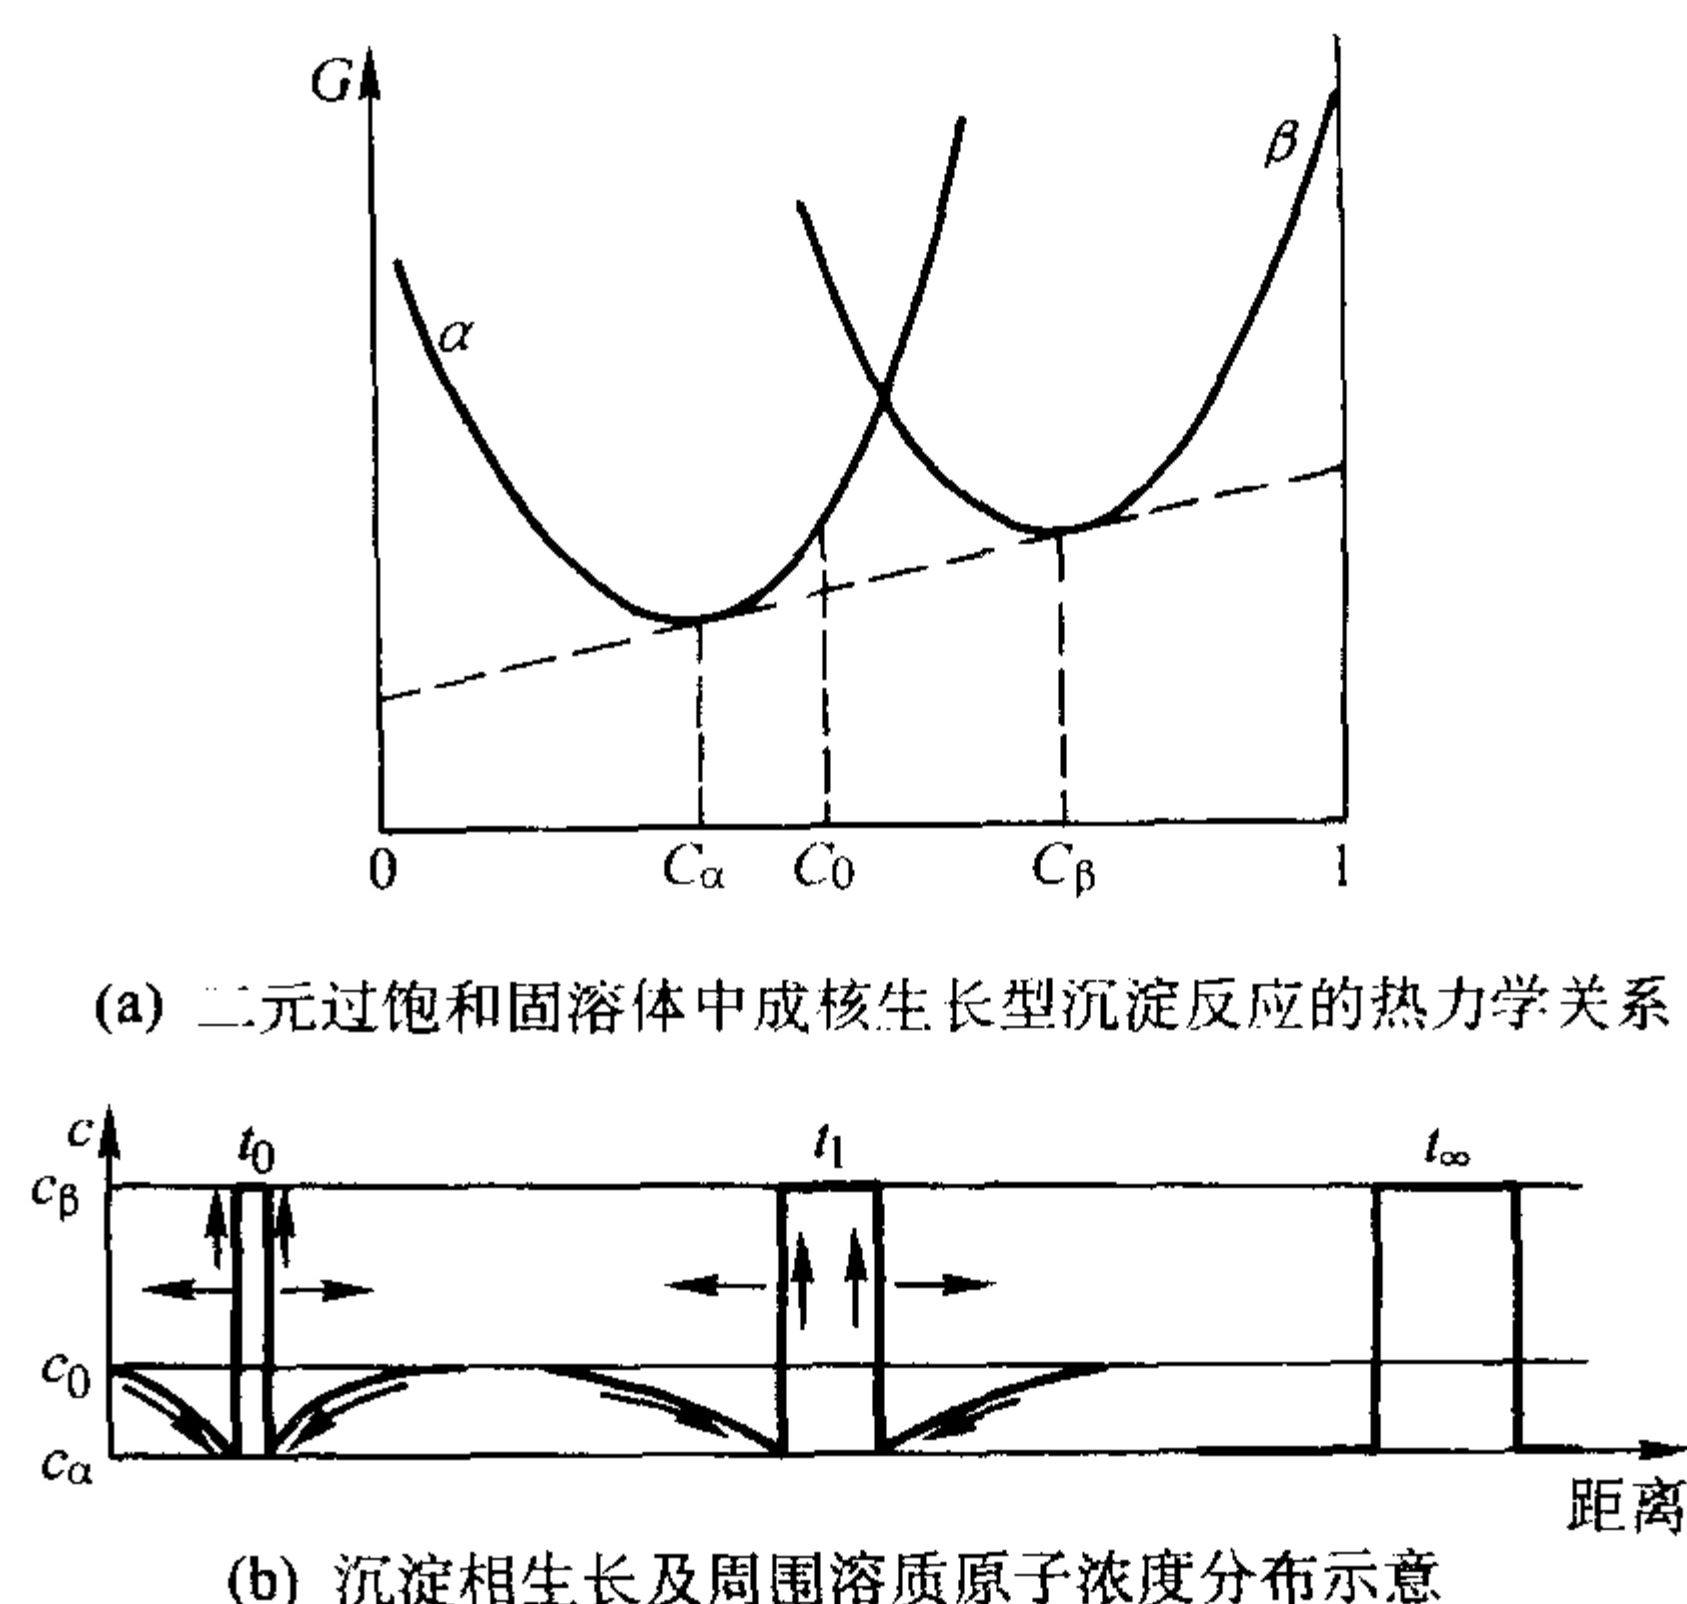 G
α
β
0
Cα
C0
Cβ
1
(a) 二元过饱和固溶体中成核生长型沉淀反应的热力学关系
c
t0
t1
t∞
cβ
c0
cα
距离
(b) 沉淀相生长及周围溶质原子浓度分布示意